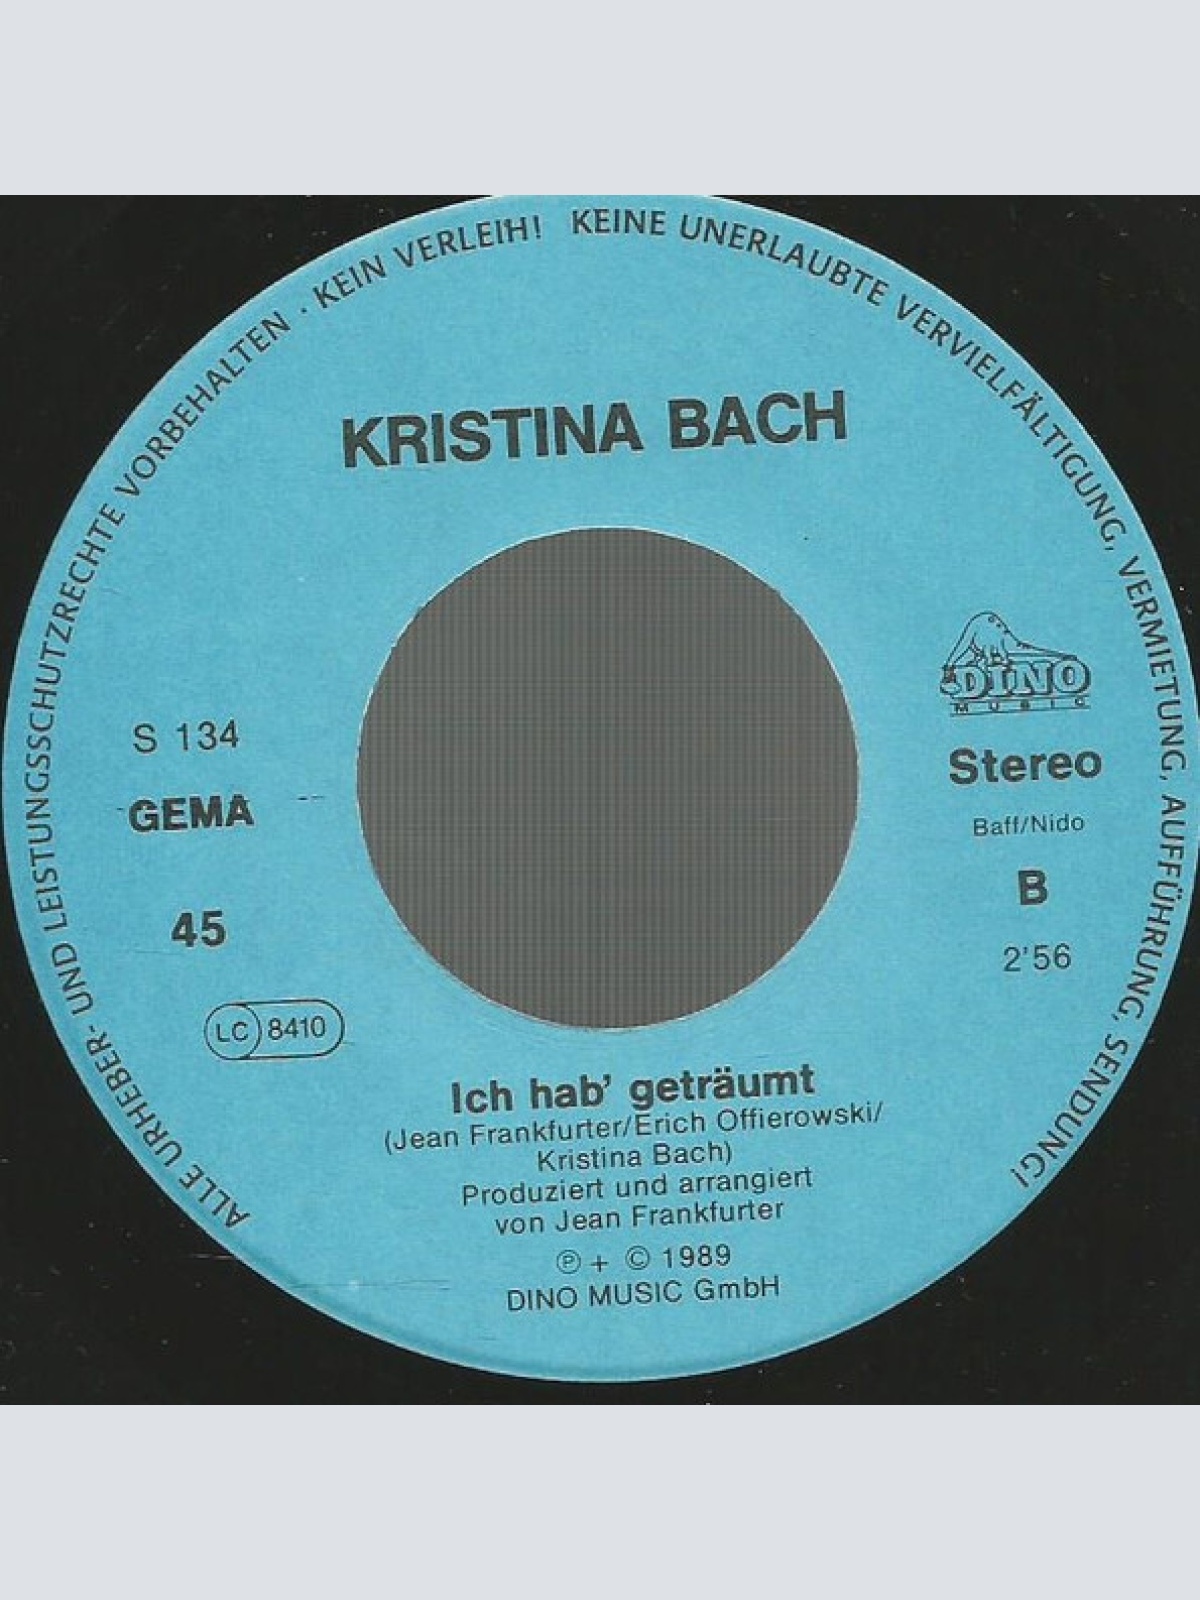 ALLE URHEBER- UND LEISTUNGSSCHUTZRECHTE VORBEHALTEN · KEIN VERLEIH! KEINE UNERLAUBTE VERVIELFÄLTIGUNG, VERMIETUNG, AUFFÜHRUNG, SENDUNG!
KRISTINA BACH
S 134
GEMA
45
LC 8410
DINO
MUSIC
Stereo
Baff/Nido
B
2'56
Ich hab' geträumt
(Jean Frankfurter/Erich Offierowski/
Kristina Bach)
Produziert und arrangiert
von Jean Frankfurter
℗ + © 1989
DINO MUSIC GmbH